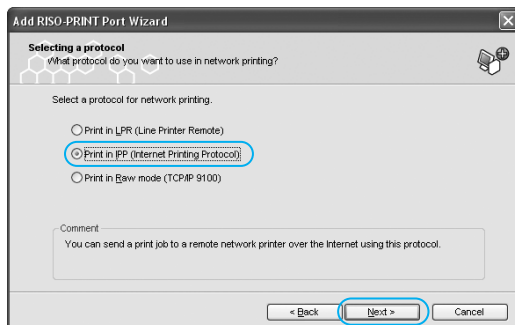 Add RISO-PRINT Port Wizard
Selecting a protocol
What protocol do you want to use in network printing?
Select a protocol for network printing.
Print in LPR (Line Printer Remote)
Print in IPP (Internet Printing Protocol)
Print in Raw mode (TCP/IP 9100)
Comment
You can send a print job to a remote network printer over the Internet using this protocol.
< Back Next > Cancel